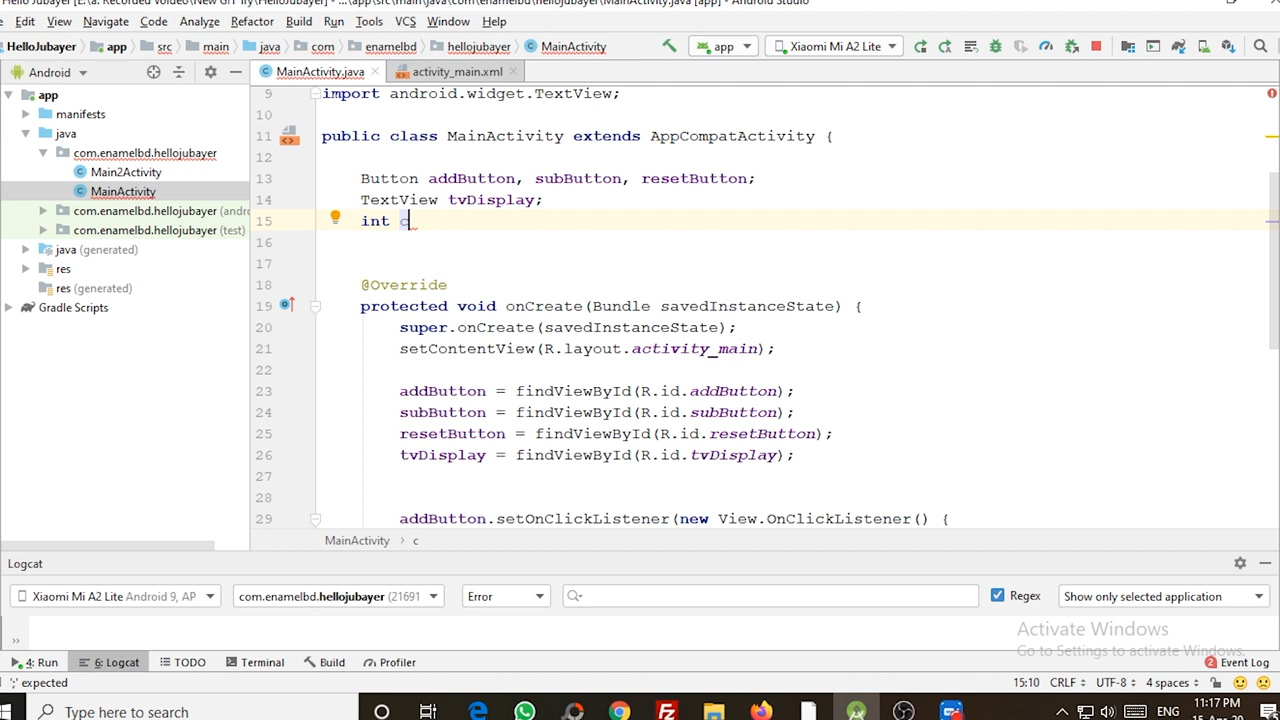 Hello Jubayer [E:\a. Recorded Voideo\New GIT Try\HelloJubayer] - ...\app\src\main\java\com\enamelbd\hellojubayer\MainActivity.java [app] - Android Studio
Edit View Navigate Code Analyze Refactor Build Run Tools VCS Window Help
HelloJubayer app src main java com enamelbd hellojubayer MainActivity app Xiaomi Mi A2 Lite
Android MainActivity.java activity_main.xml
app
manifests
java
com.enamelbd.hellojubayer
Main2Activity
MainActivity
com.enamelbd.hellojubayer (andro
com.enamelbd.hellojubayer (test)
java (generated)
res
res (generated)
Gradle Scripts
9 import android.widget.TextView;
10
11 public class MainActivity extends AppCompatActivity {
12
13 Button addButton, subButton, resetButton;
14 TextView tvDisplay;
15 int c
16
17
18 @Override
19 protected void onCreate(Bundle savedInstanceState) {
20 super.onCreate(savedInstanceState);
21 setContentView(R.layout.activity_main);
22
23 addButton = findViewById(R.id.addButton);
24 subButton = findViewById(R.id.subButton);
25 resetButton = findViewById(R.id.resetButton);
26 tvDisplay = findViewById(R.id.tvDisplay);
27
28
29 addButton.setOnClickListener(new View.OnClickListener() {
MainActivity › c
Logcat
Xiaomi Mi A2 Lite Android 9, AP com.enamelbd.hellojubayer (21691 Error Regex Show only selected application
»
Activate Windows
Go to Settings to activate Windows.
4: Run 6: Logcat TODO Terminal Build Profiler 2 Event Log
';' expected 15:10 CRLF UTF-8 4 spaces
Type here to search ENG 11:17 PM